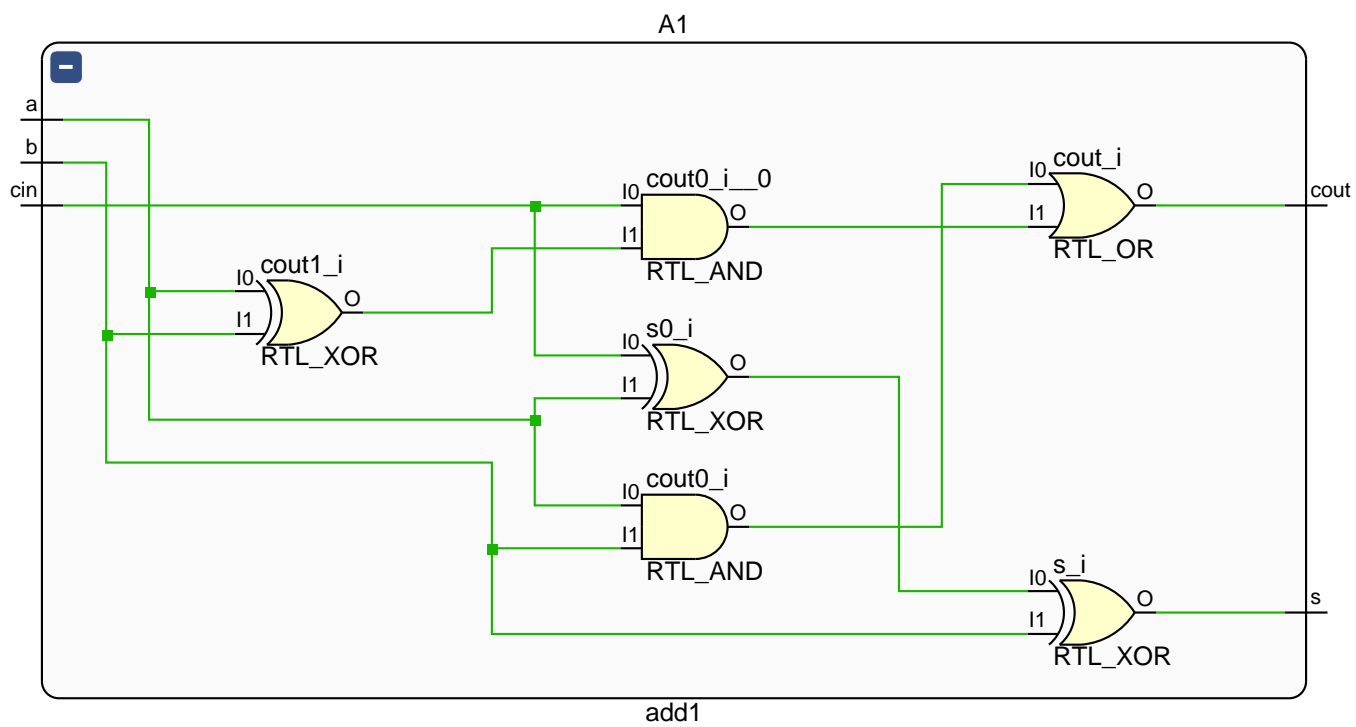 A1
a
b
cin
cout1_i
I0
I1
O
RTL_XOR
cout0_i__0
I0
I1
O
RTL_AND
s0_i
I0
I1
O
RTL_XOR
cout0_i
I0
I1
O
RTL_AND
cout_i
I0
I1
O
RTL_OR
cout
s_i
I0
I1
O
RTL_XOR
s
add1